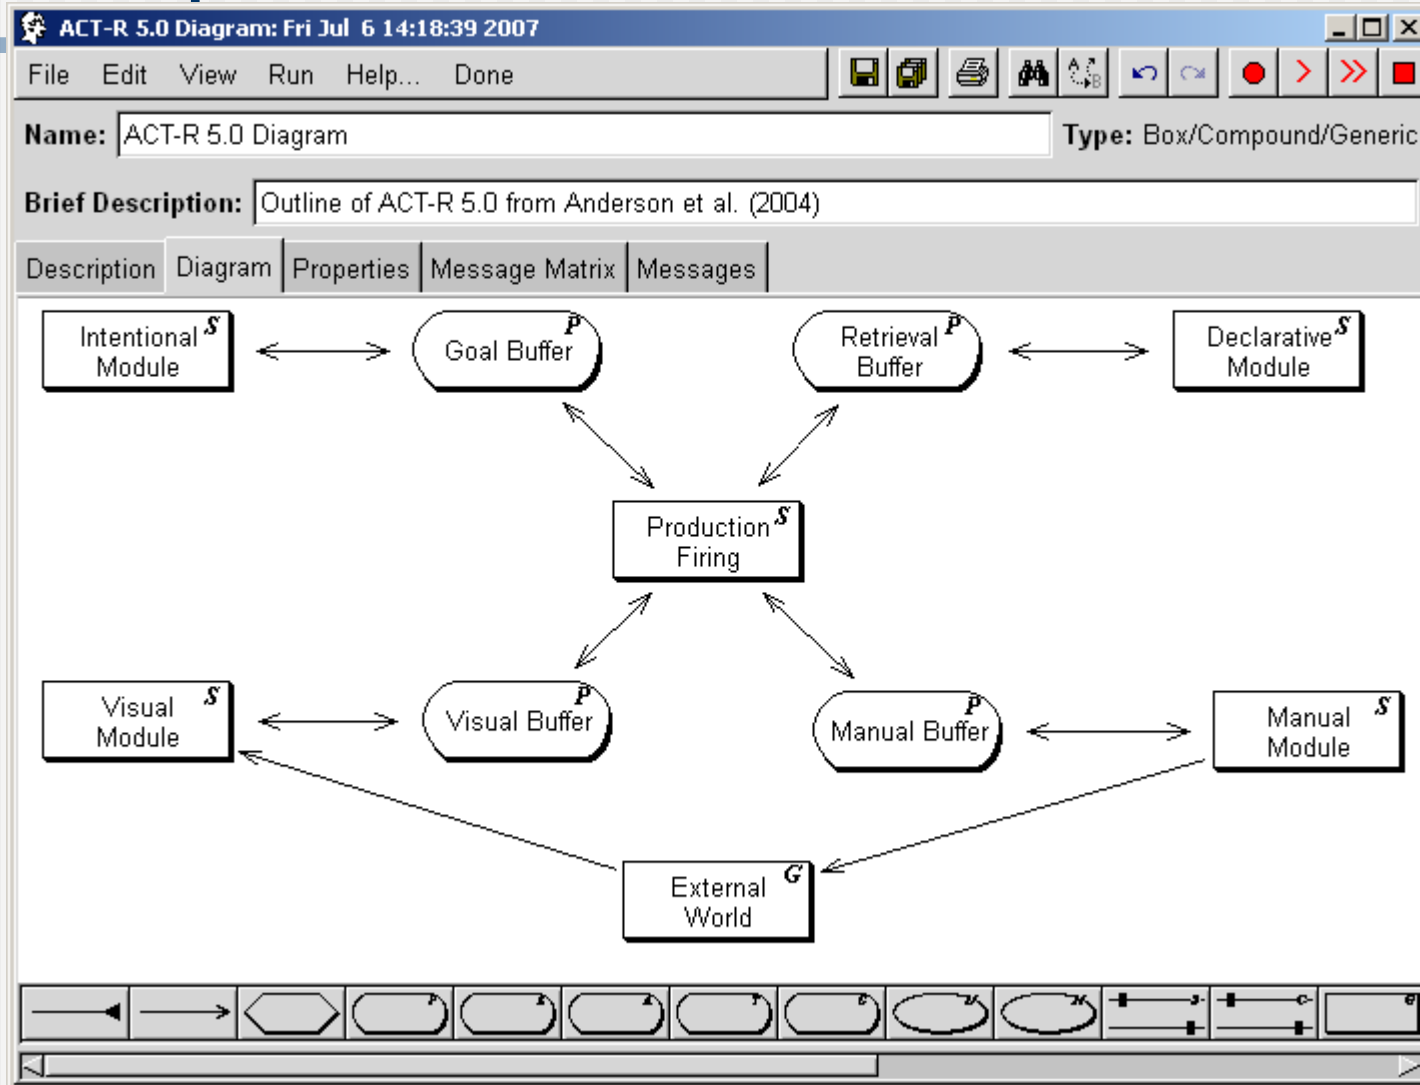 ACT-R 5.0 Diagram: Fri Jul 6 14:18:39 2007
File Edit View Run Help... Done
Name: ACT-R 5.0 Diagram Type: Box/Compound/Generic
Brief Description: Outline of ACT-R 5.0 from Anderson et al. (2004)
Description Diagram Properties Message Matrix Messages
Intentional S
Module
Goal Buffer P
Retrieval P
Buffer
Declarative S
Module
Production S
Firing
Visual S
Module
Visual Buffer P
Manual Buffer P
Manual S
Module
External G
World